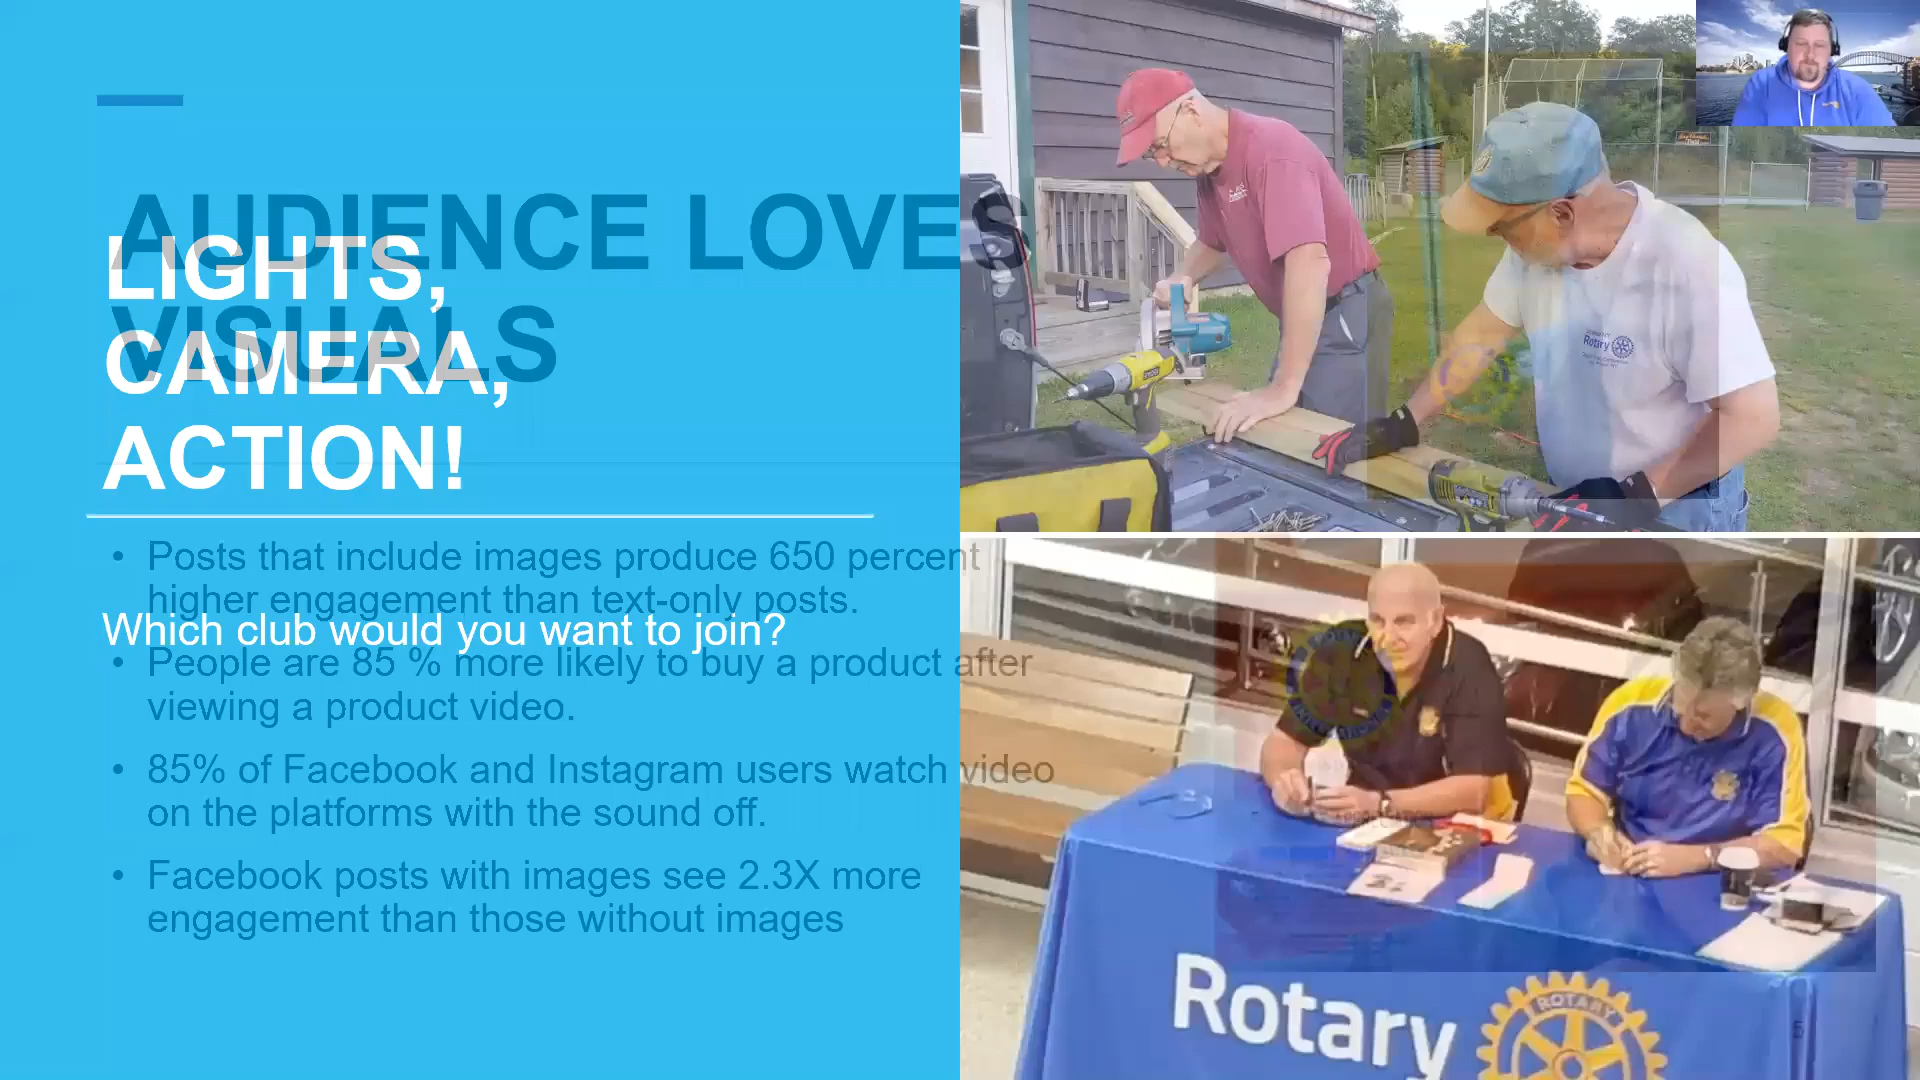 AUDIENCE LOVES
VISUALS
LIGHTS,
CAMERA,
ACTION!
• Posts that include images produce 650 percent
higher engagement than text-only posts.
Which club would you want to join?
• People are 85 % more likely to buy a product after
viewing a product video.
• 85% of Facebook and Instagram users watch video
on the platforms with the sound off.
• Facebook posts with images see 2.3X more
engagement than those without images
Rotary
Rotary
ROTARY
5